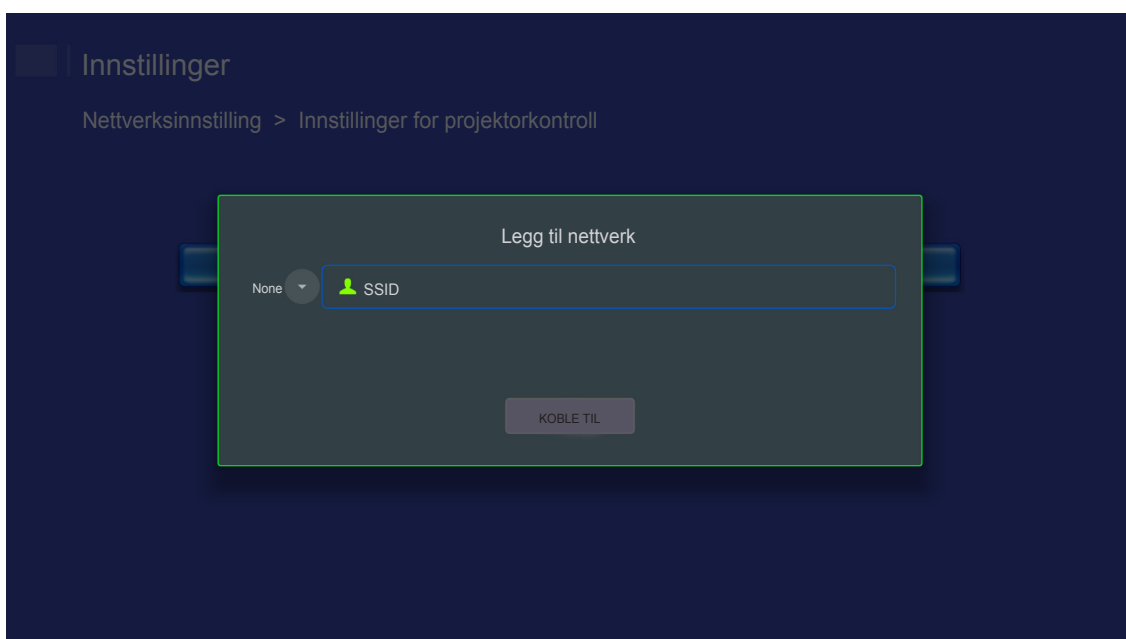 Innstillinger
Nettverksinnstilling > Innstillinger for projektorkontroll
Legg til nettverk
None SSID
KOBLE TIL